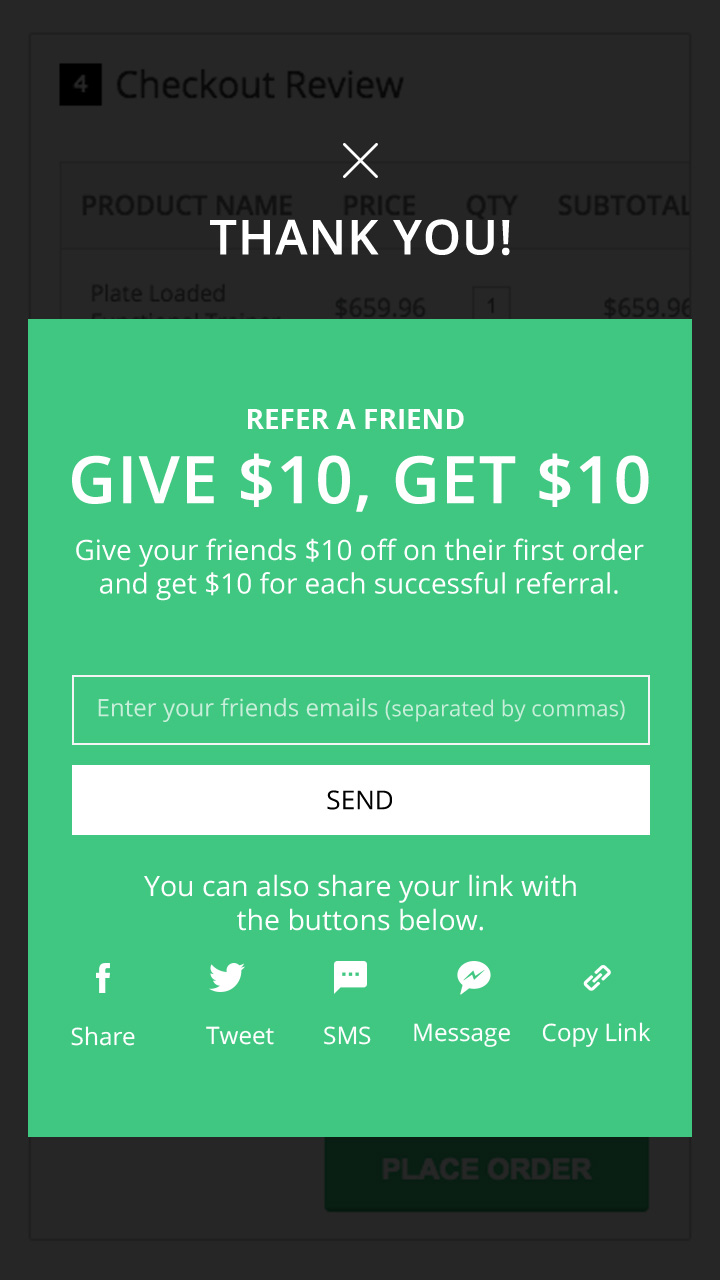 4 Checkout Review
PRODUCT NAME PRICE QTY SUBTOTAL
THANK YOU!
Plate Loaded
$659.96 1 $659.96
Functional Trainer
REFER A FRIEND
GIVE $10, GET $10
Give your friends $10 off on their first order
and get $10 for each successful referral.
Enter your friends emails (separated by commas)
SEND
You can also share your link with
the buttons below.
Share Tweet SMS Message Copy Link
PLACE ORDER